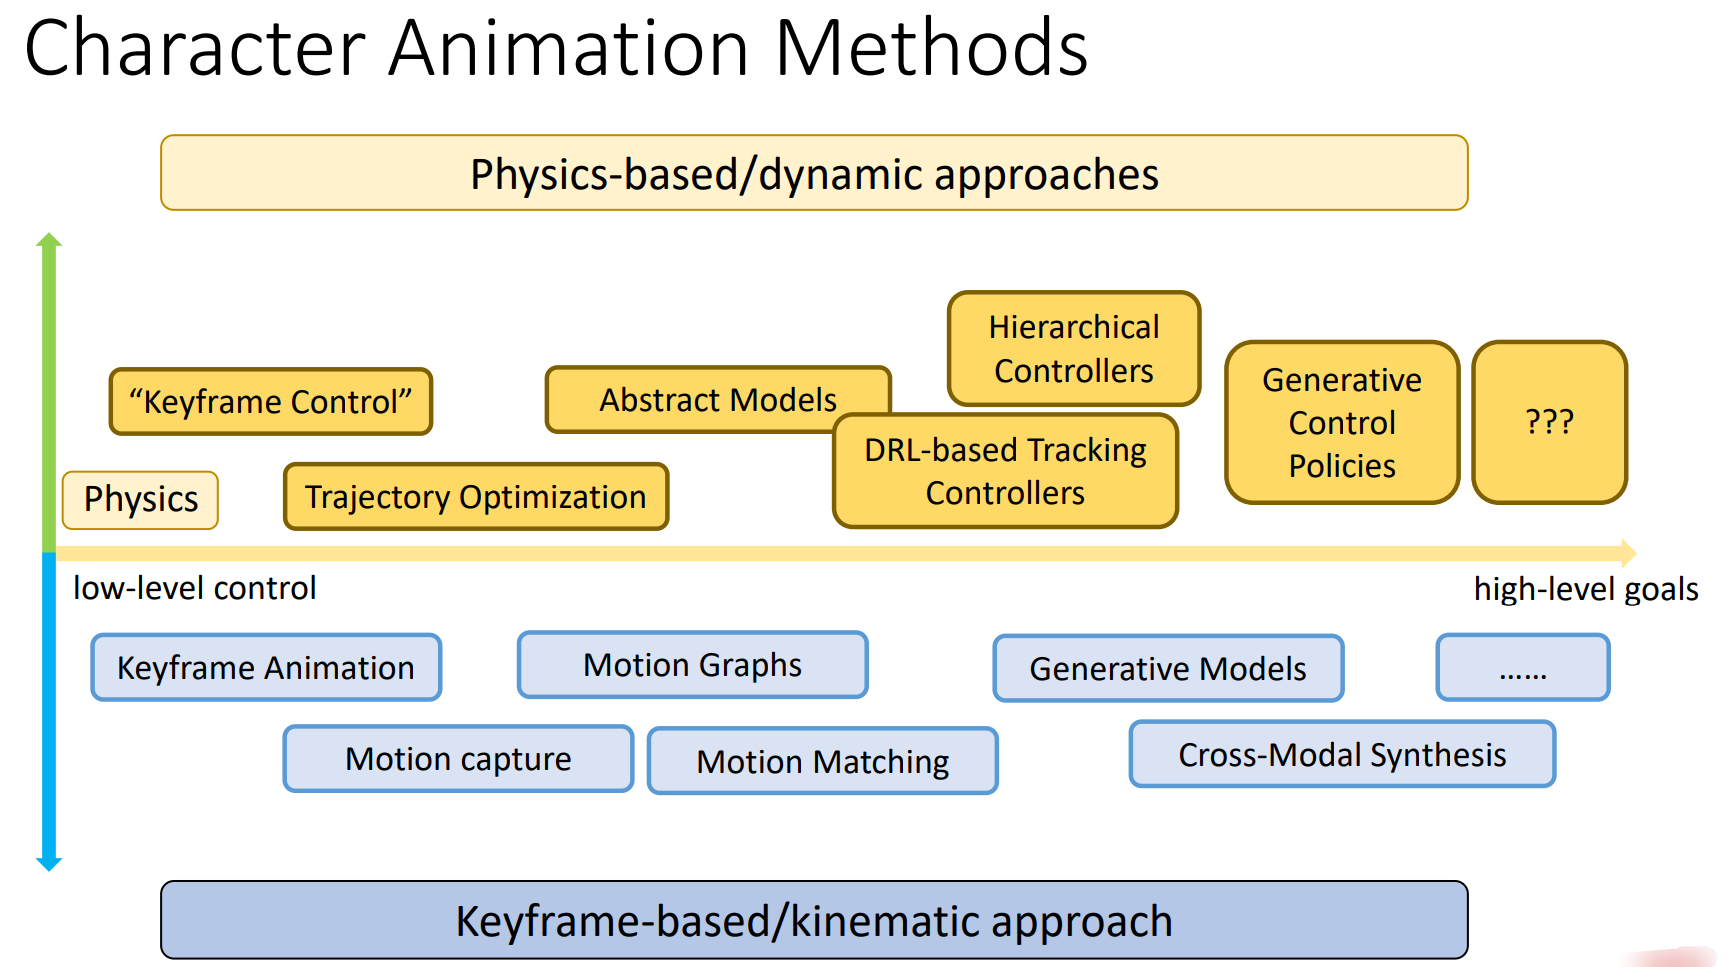 Character Animation Methods
Physics-based/dynamic approaches
Hierarchical
Controllers
Generative
Control
Policies
???
“Keyframe Control”
Abstract Models
DRL-based Tracking
Controllers
Physics
Trajectory Optimization
low-level control
high-level goals
Keyframe Animation
Motion Graphs
Generative Models
......
Motion capture
Motion Matching
Cross-Modal Synthesis
Keyframe-based/kinematic approach